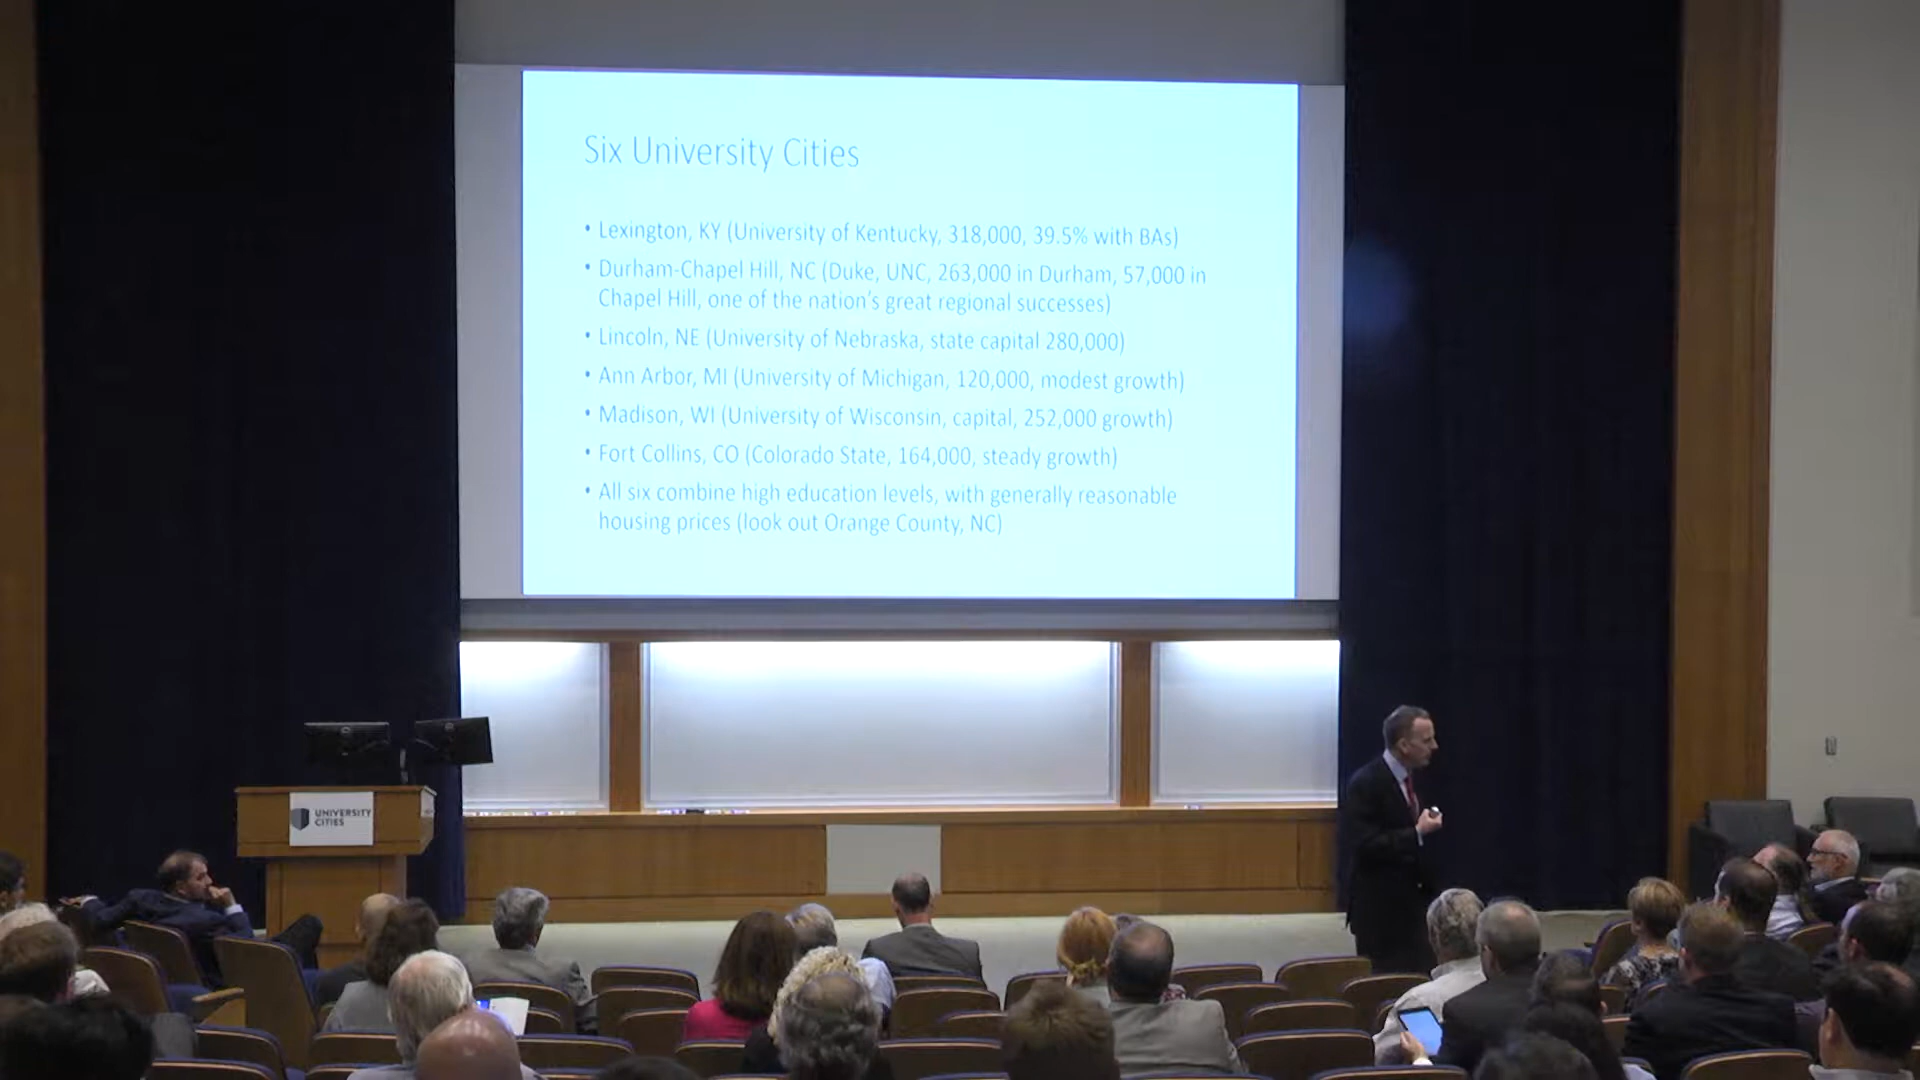 Six University Cities
• Lexington, KY (University of Kentucky, 318,000, 39.5% with BAs)
• Durham-Chapel Hill, NC (Duke, UNC, 263,000 in Durham, 57,000 in
Chapel Hill, one of the nation's great regional successes)
• Lincoln, NE (University of Nebraska, state capital 280,000)
• Ann Arbor, MI (University of Michigan, 120,000, modest growth)
• Madison, WI (University of Wisconsin, capital, 252,000 growth)
• Fort Collins, CO (Colorado State, 164,000, steady growth)
• All six combine high education levels, with generally reasonable
housing prices (look out Orange County, NC)
UNIVERSITY
CITIES